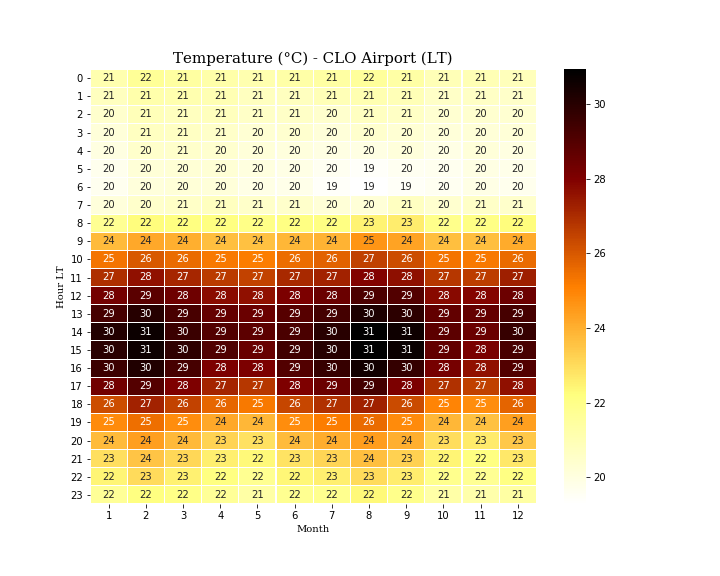 Temperature (°C) - CLO Airport (LT)
0 21 22 21 21 21 21 21 22 21 21 21 21
1 21 21 21 21 21 21 21 21 21 21 21 21
2 20 21 21 21 21 21 20 21 21 20 20 20
3 20 21 21 20 20 20 20 20 20 20 20 20
4 20 20 21 20 20 20 20 20 20 20 20 20
5 20 20 20 20 20 20 20 19 20 20 20 20
6 20 20 20 20 20 20 19 19 19 20 20 20
7 20 20 21 21 21 21 20 20 21 20 21 21
8 22 22 22 22 22 22 22 23 23 22 22 22
9 24 24 24 24 24 24 24 25 24 24 24 24
10 25 26 26 25 25 26 26 27 26 25 25 26
11 27 28 27 27 27 27 27 28 28 27 27 27
12 28 29 28 28 28 28 28 29 29 28 28 28
13 29 30 29 29 29 29 29 30 30 29 29 29
14 30 31 30 29 29 29 30 31 31 29 29 30
15 30 31 30 29 29 29 30 31 31 29 28 29
16 30 30 29 28 28 29 30 30 30 28 28 29
17 28 29 28 27 27 28 29 29 28 27 27 28
18 26 27 26 26 25 26 27 27 26 25 25 26
19 25 25 25 24 24 25 25 26 25 24 24 24
20 24 24 24 23 23 24 24 24 24 23 23 23
21 23 24 23 23 22 23 23 24 23 22 22 23
22 22 23 23 22 22 22 22 23 23 22 22 22
23 22 22 22 22 21 22 22 22 22 21 21 21
1 2 3 4 5 6 7 8 9 10 11 12
Month
Hour LT
30
28
26
24
22
20